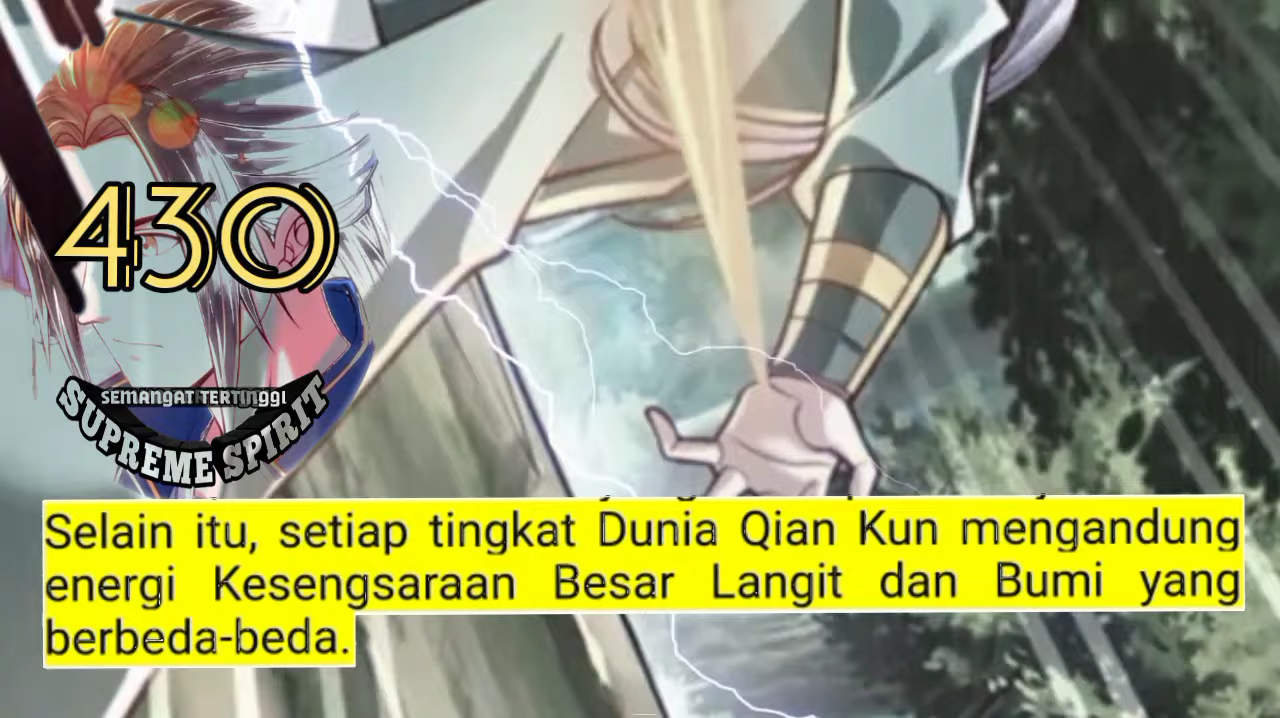 430
SEMANGAT TERTINGGI
SUPREME SPIRIT
Selain itu, setiap tingkat Dunia Qian Kun mengandung
energi Kesengsaraan Besar Langit dan Bumi yang
berbeda-beda.